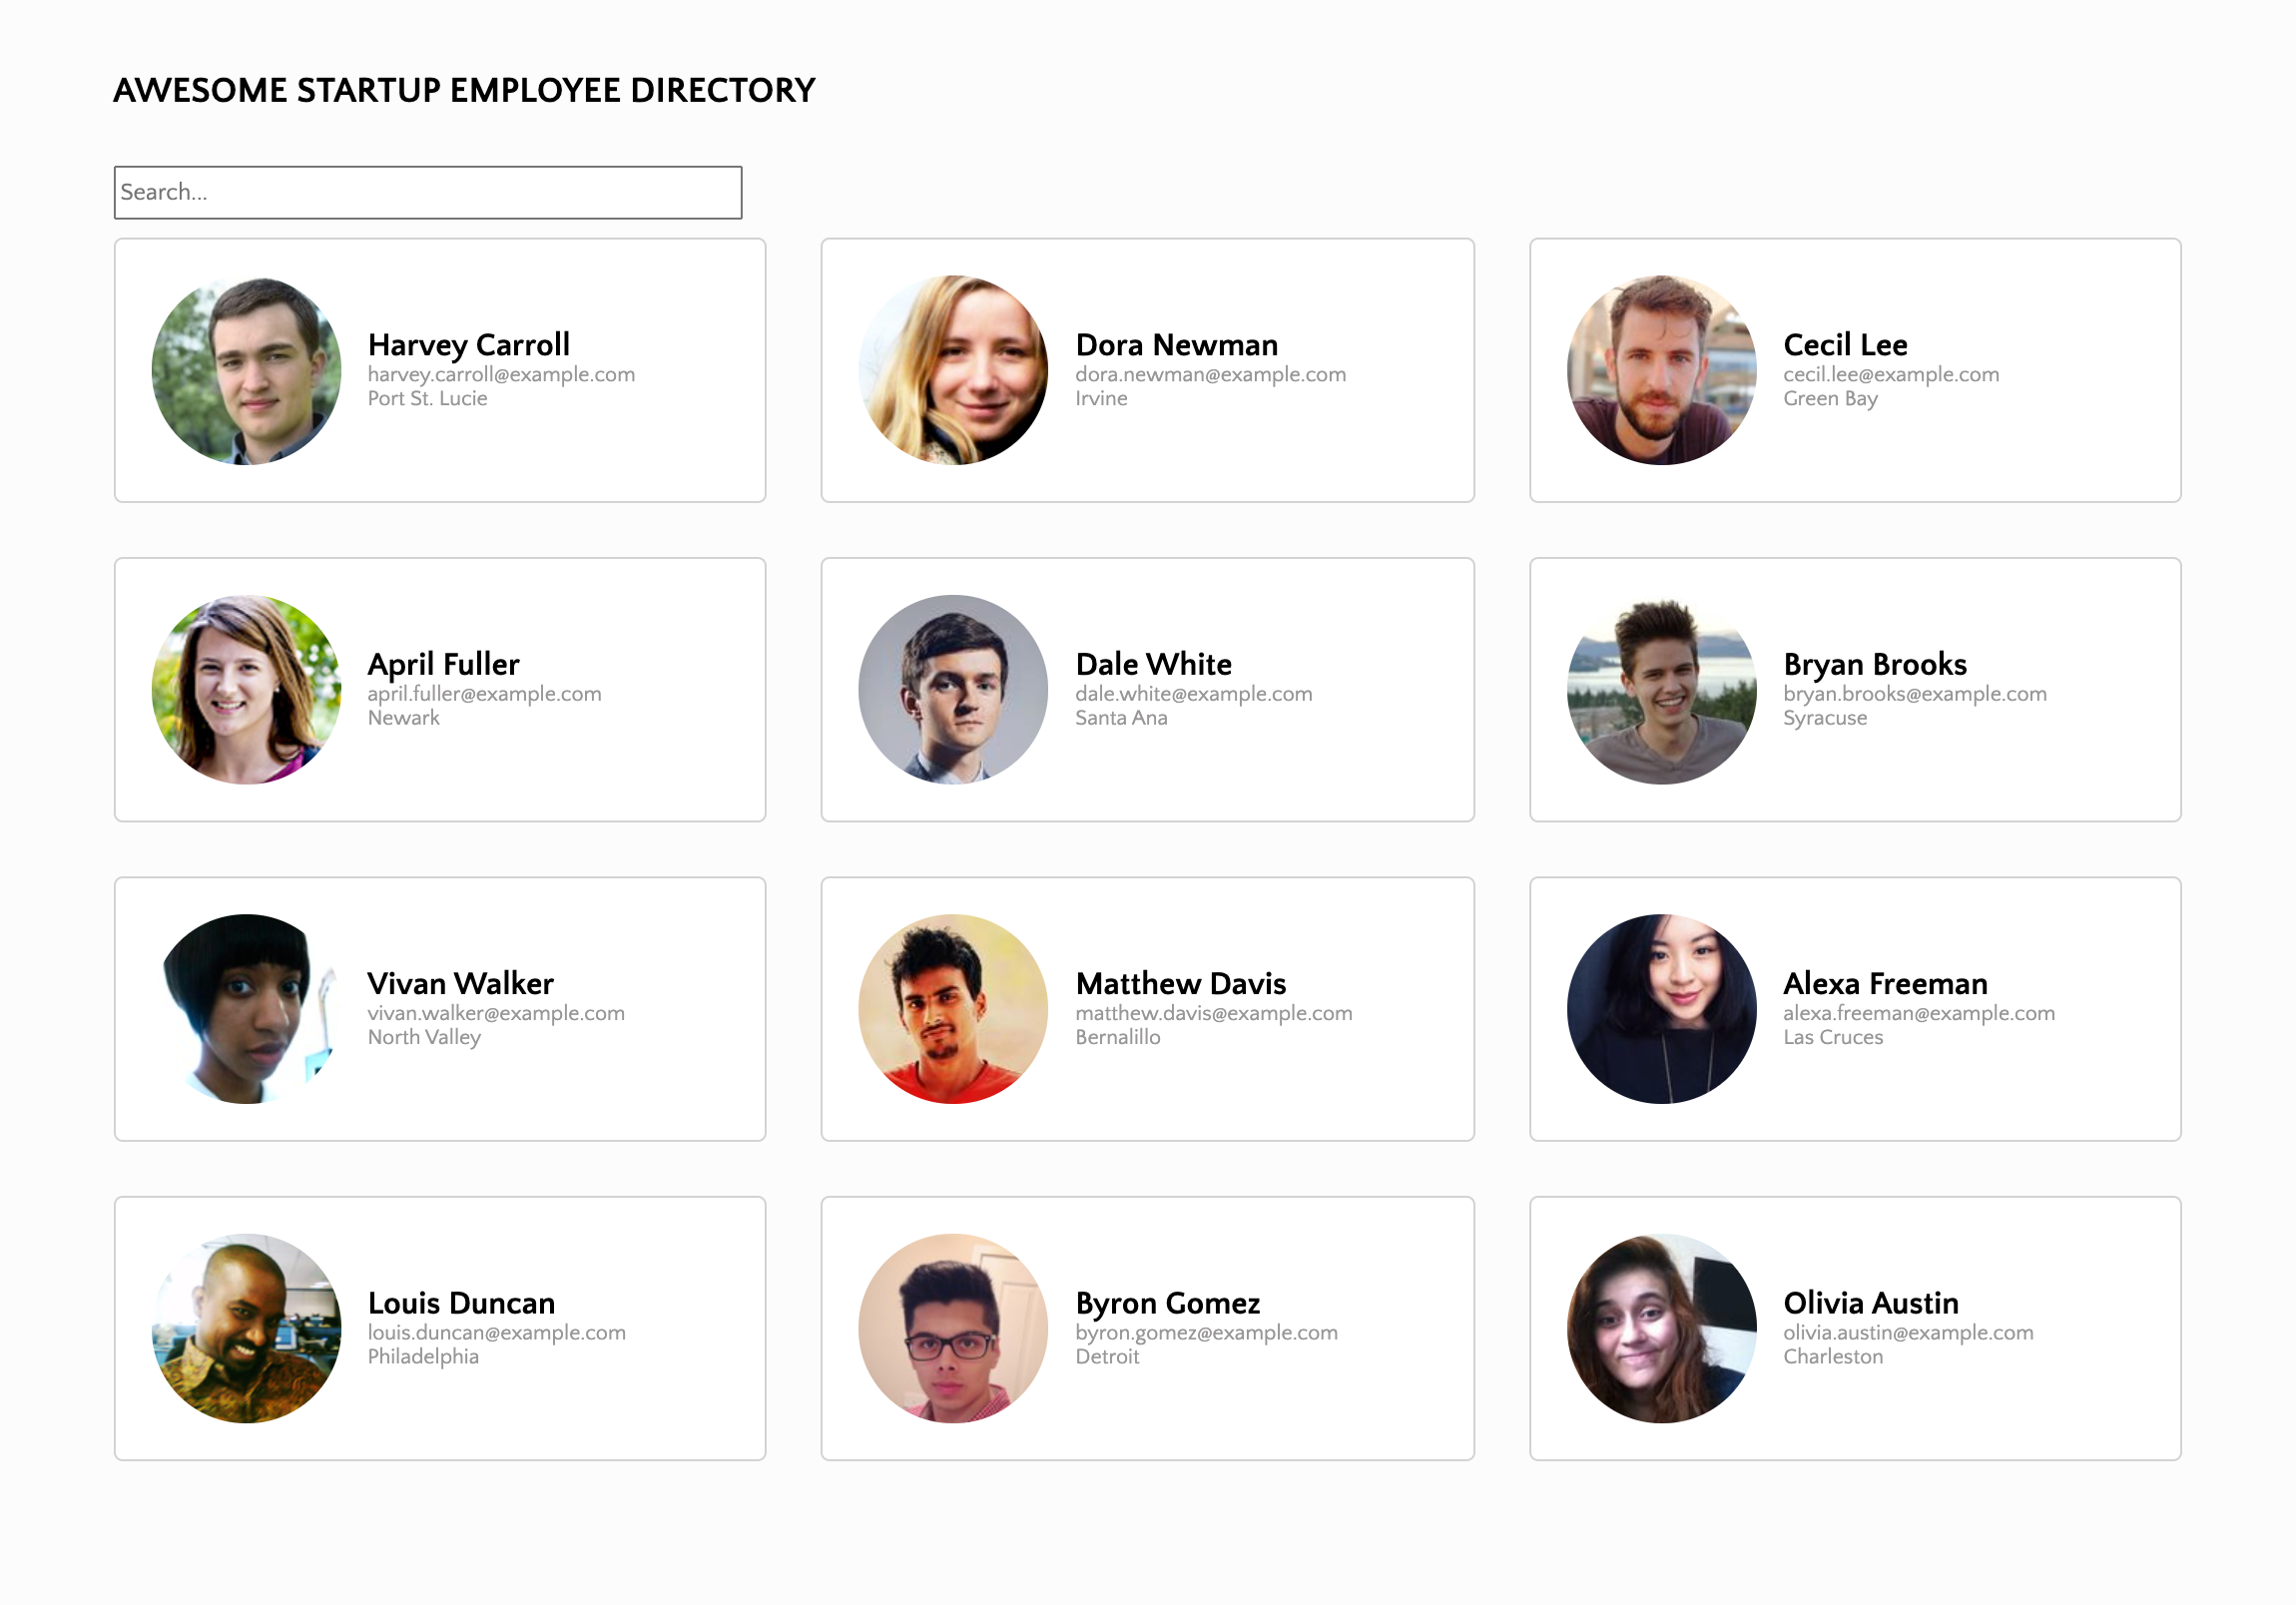 AWESOME STARTUP EMPLOYEE DIRECTORY
Search...
Harvey Carroll
harvey.carroll@example.com
Port St. Lucie
Dora Newman
dora.newman@example.com
Irvine
Cecil Lee
cecil.lee@example.com
Green Bay
April Fuller
april.fuller@example.com
Newark
Dale White
dale.white@example.com
Santa Ana
Bryan Brooks
bryan.brooks@example.com
Syracuse
Vivan Walker
vivan.walker@example.com
North Valley
Matthew Davis
matthew.davis@example.com
Bernalillo
Alexa Freeman
alexa.freeman@example.com
Las Cruces
Louis Duncan
louis.duncan@example.com
Philadelphia
Byron Gomez
byron.gomez@example.com
Detroit
Olivia Austin
olivia.austin@example.com
Charleston